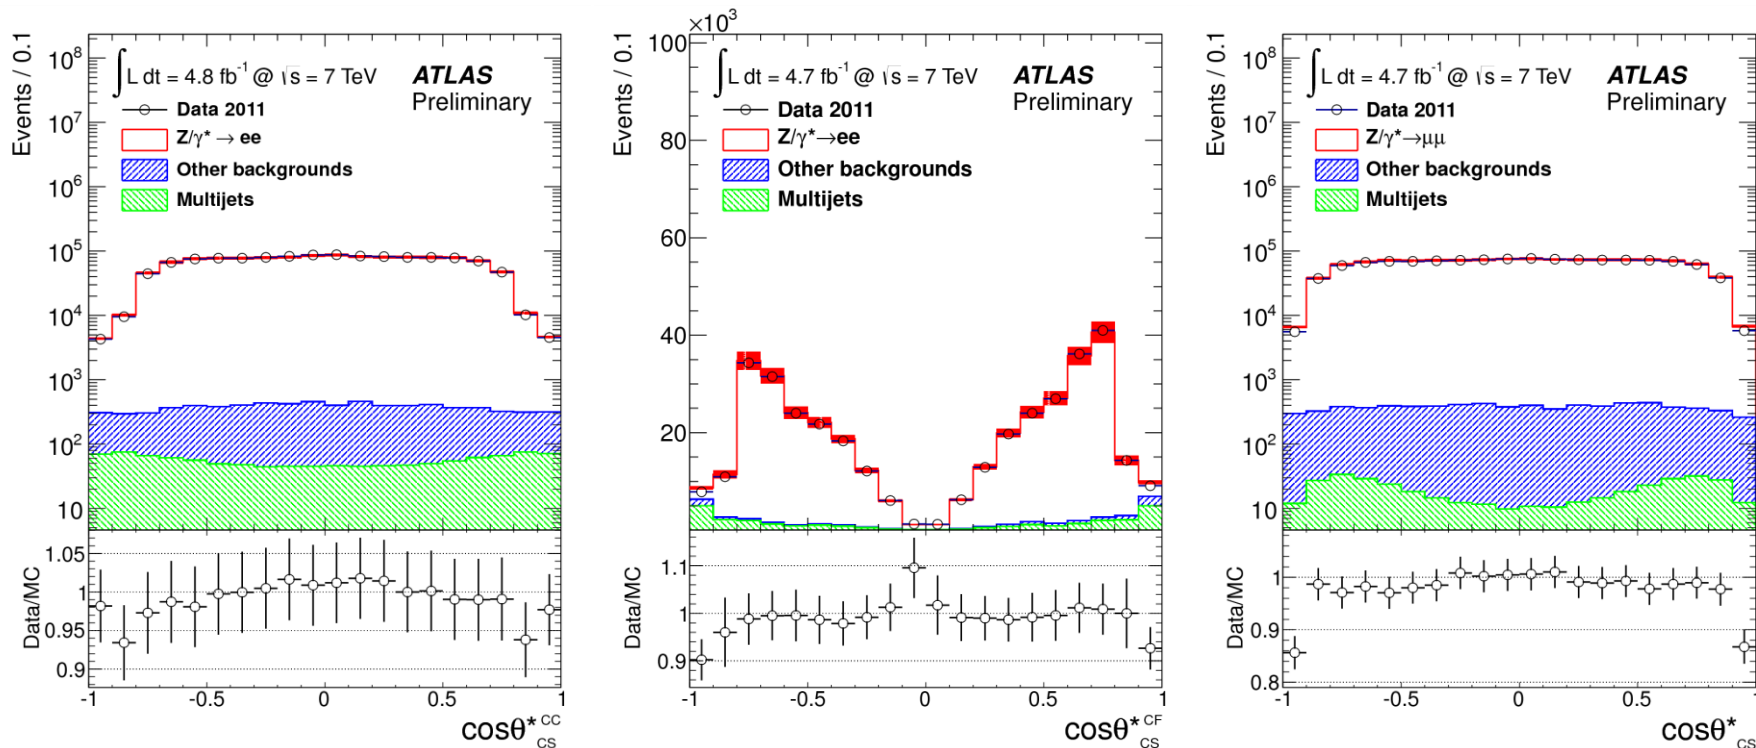 Events / 0.1
10⁸
10⁷
10⁶
10⁵
10⁴
10³
10²
10
∫ L dt = 4.8 fb⁻¹ @ √s = 7 TeV
ATLAS
Preliminary
Data 2011
Z/γ* → ee
Other backgrounds
Multijets
Data/MC
1.05
1
0.95
0.9
-1 -0.5 0 0.5 1
cosθ*CC CS
×10³
Events / 0.1
100
80
60
40
20
∫ L dt = 4.7 fb⁻¹ @ √s = 7 TeV
ATLAS
Preliminary
Data 2011
Z/γ*→ee
Other backgrounds
Multijets
Data/MC
1.1
1
0.9
-1 -0.5 0 0.5 1
cosθ*CF CS
Events / 0.1
10⁸
10⁷
10⁶
10⁵
10⁴
10³
10²
10
∫ L dt = 4.7 fb⁻¹ @ √s = 7 TeV
ATLAS
Preliminary
Data 2011
Z/γ*→μμ
Other backgrounds
Multijets
Data/MC
1
0.9
0.8
-1 -0.5 0 0.5 1
cosθ*CS